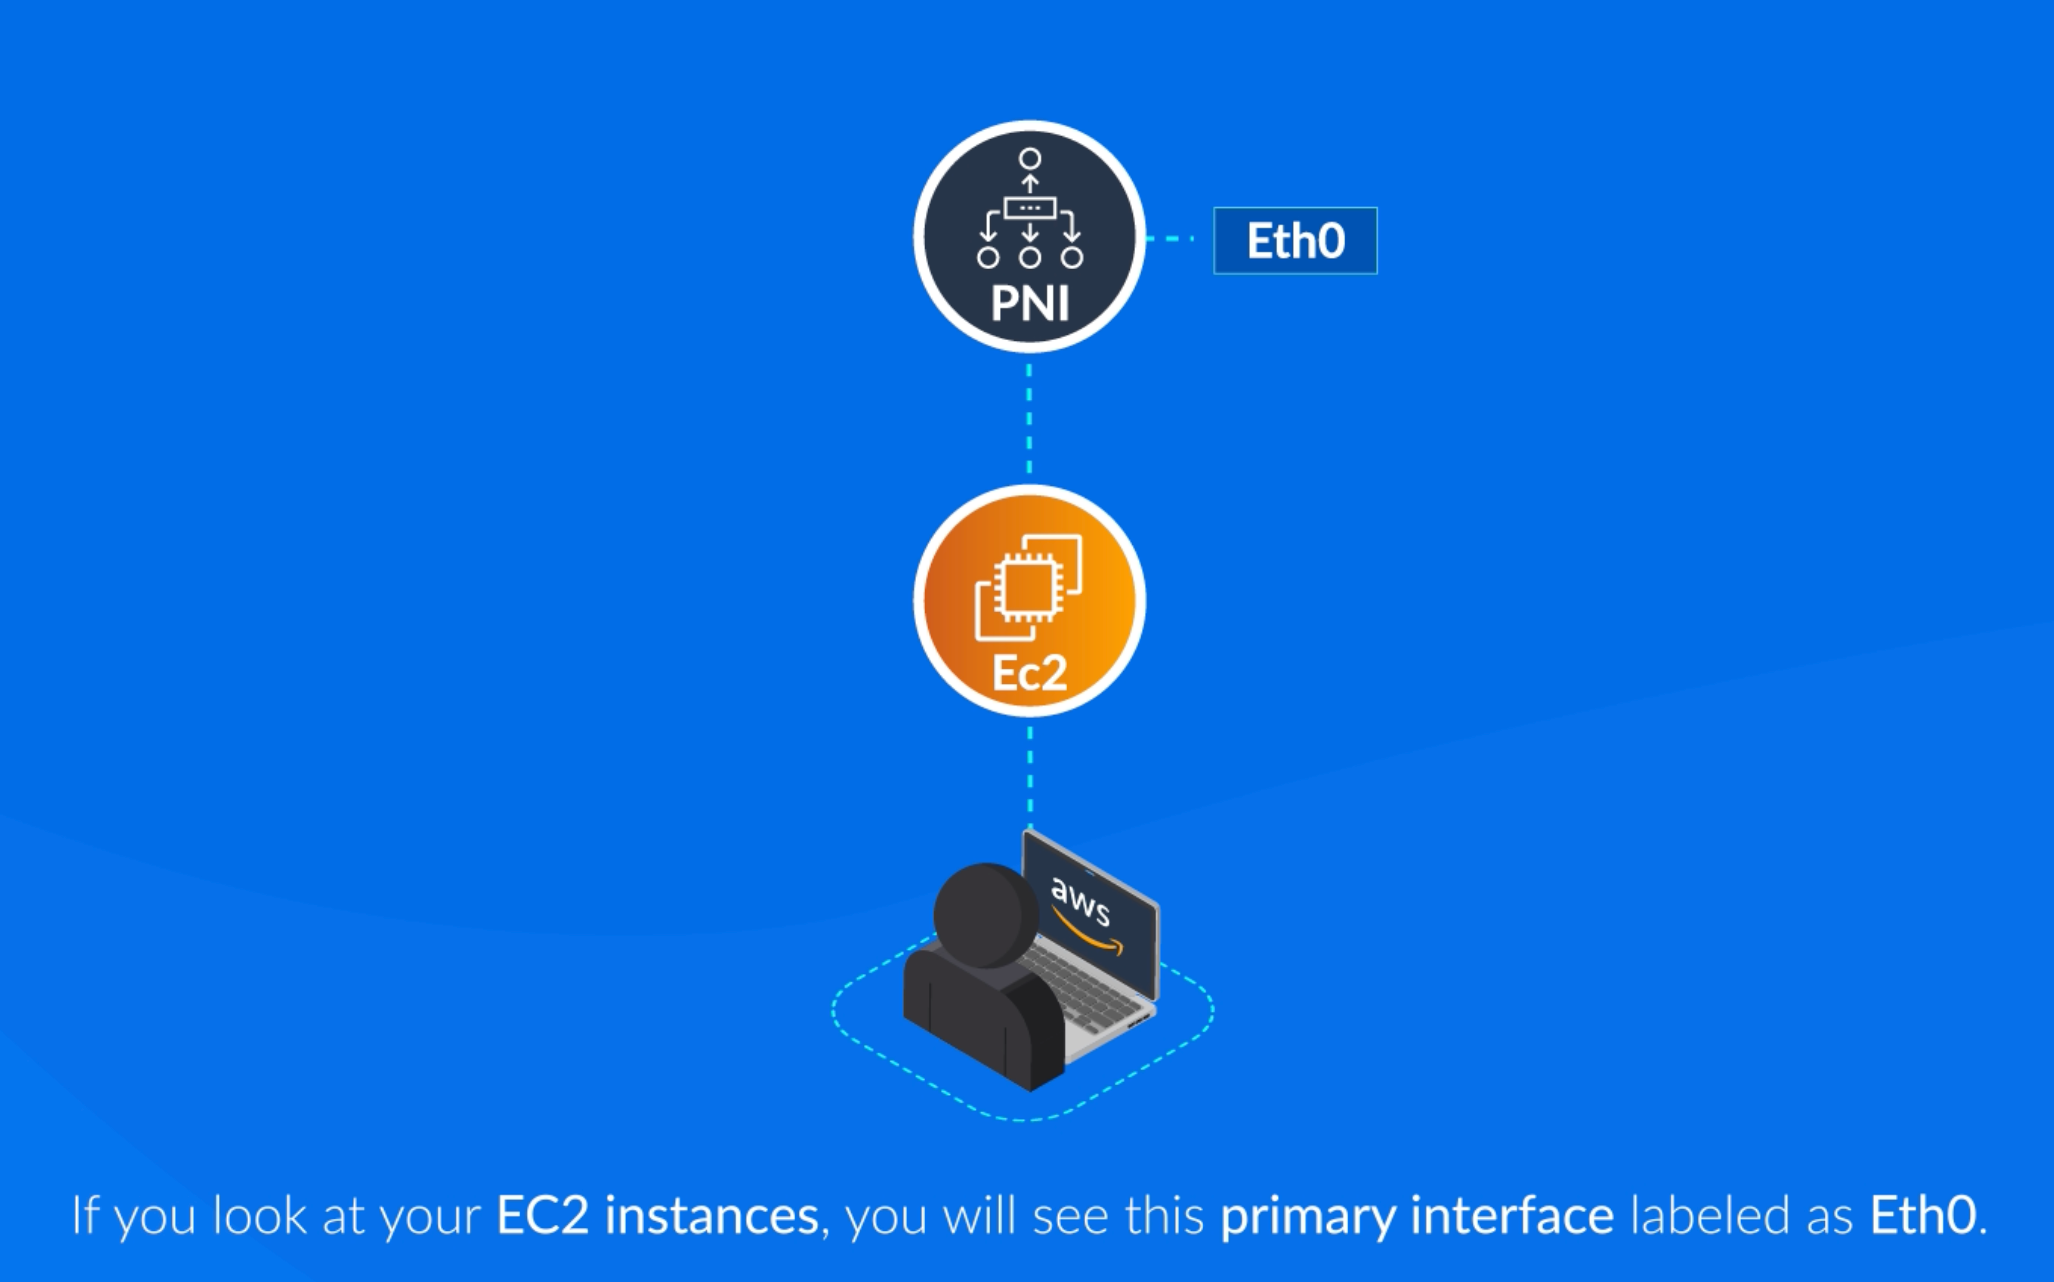 PNI
Eth0
Ec2
aws
If you look at your EC2 instances, you will see this primary interface labeled as Eth0.